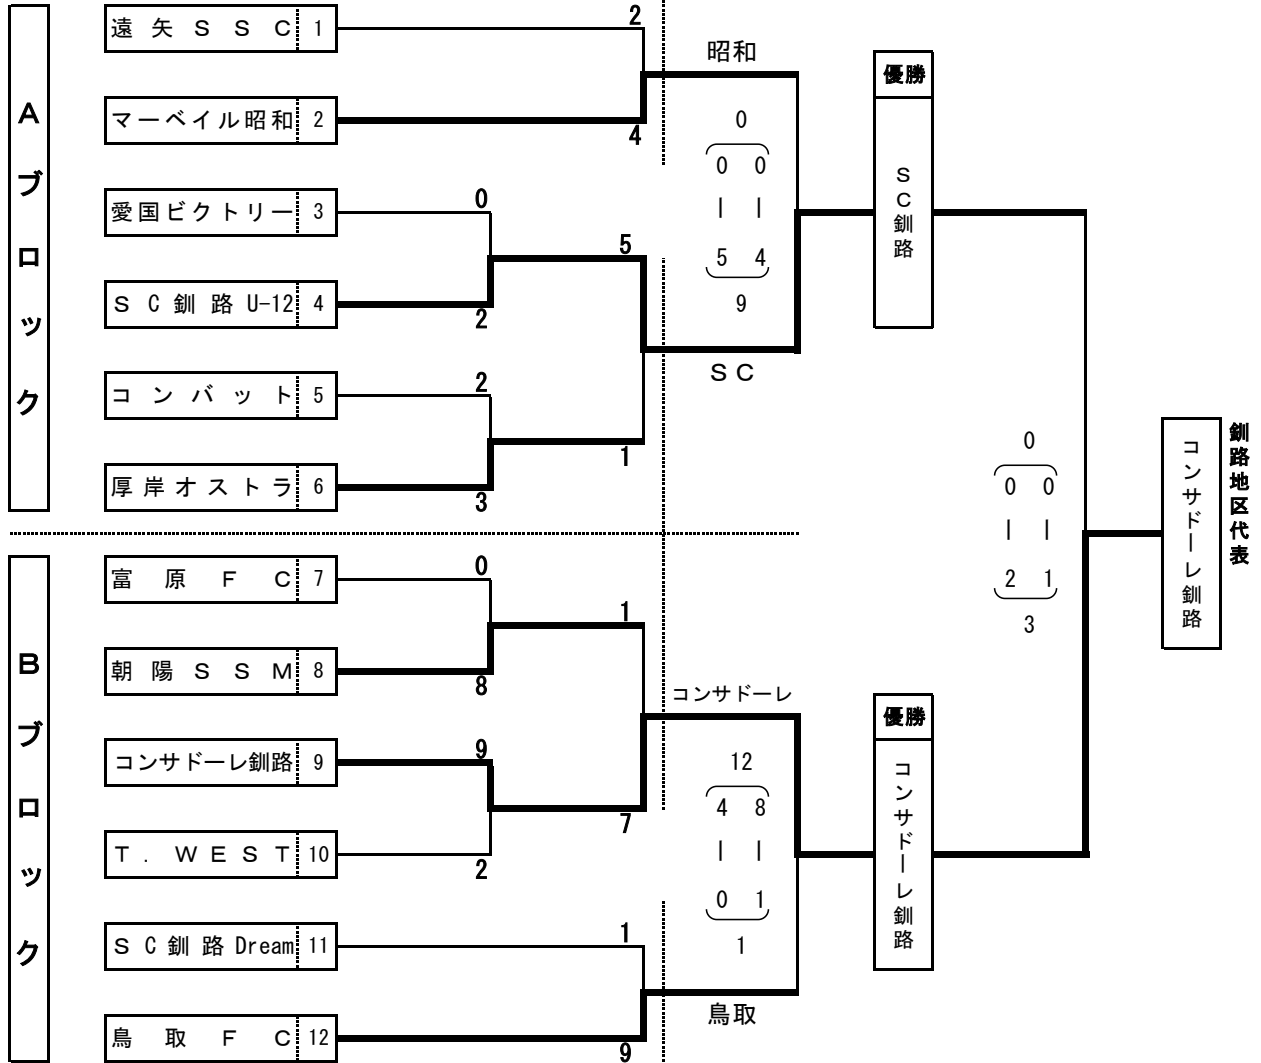 Aブロック
遠矢SSC 1
マーベイル昭和 2
愛国ビクトリー 3
SC釧路U-12 4
コンバット 5
厚岸オストラ 6
2
4
0
2
2
3
5
1
昭和
0
0 0
| |
5 4
9
SC
優勝
SC釧路
Bブロック
富原FC 7
朝陽SSM 8
コンサドーレ釧路 9
T.WEST 10
SC釧路Dream 11
鳥取FC 12
0
8
9
2
1
7
1
9
コンサドーレ
12
4 8
| |
0 1
1
鳥取
優勝
コンサドーレ釧路
0
0 0
| |
2 1
3
コンサドーレ釧路
釧路地区代表